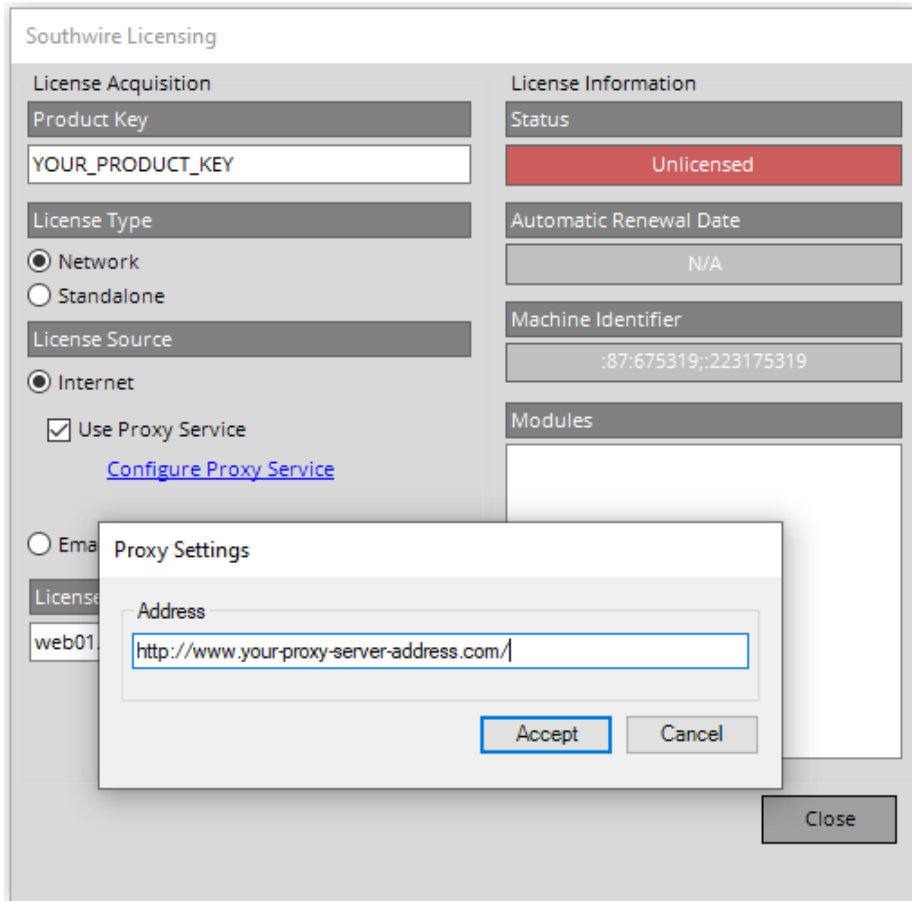 Southwire Licensing
License Acquisition
Product Key
YOUR_PRODUCT_KEY
License Type
Network
Standalone
License Source
Internet
Use Proxy Service
Configure Proxy Service
License
web01.
License Information
Status
Unlicensed
Automatic Renewal Date
N/A
Machine Identifier
:87:675319;:223175319
Modules
Proxy Settings
Address
http://www.your-proxy-server-address.com/
Accept
Cancel
Close